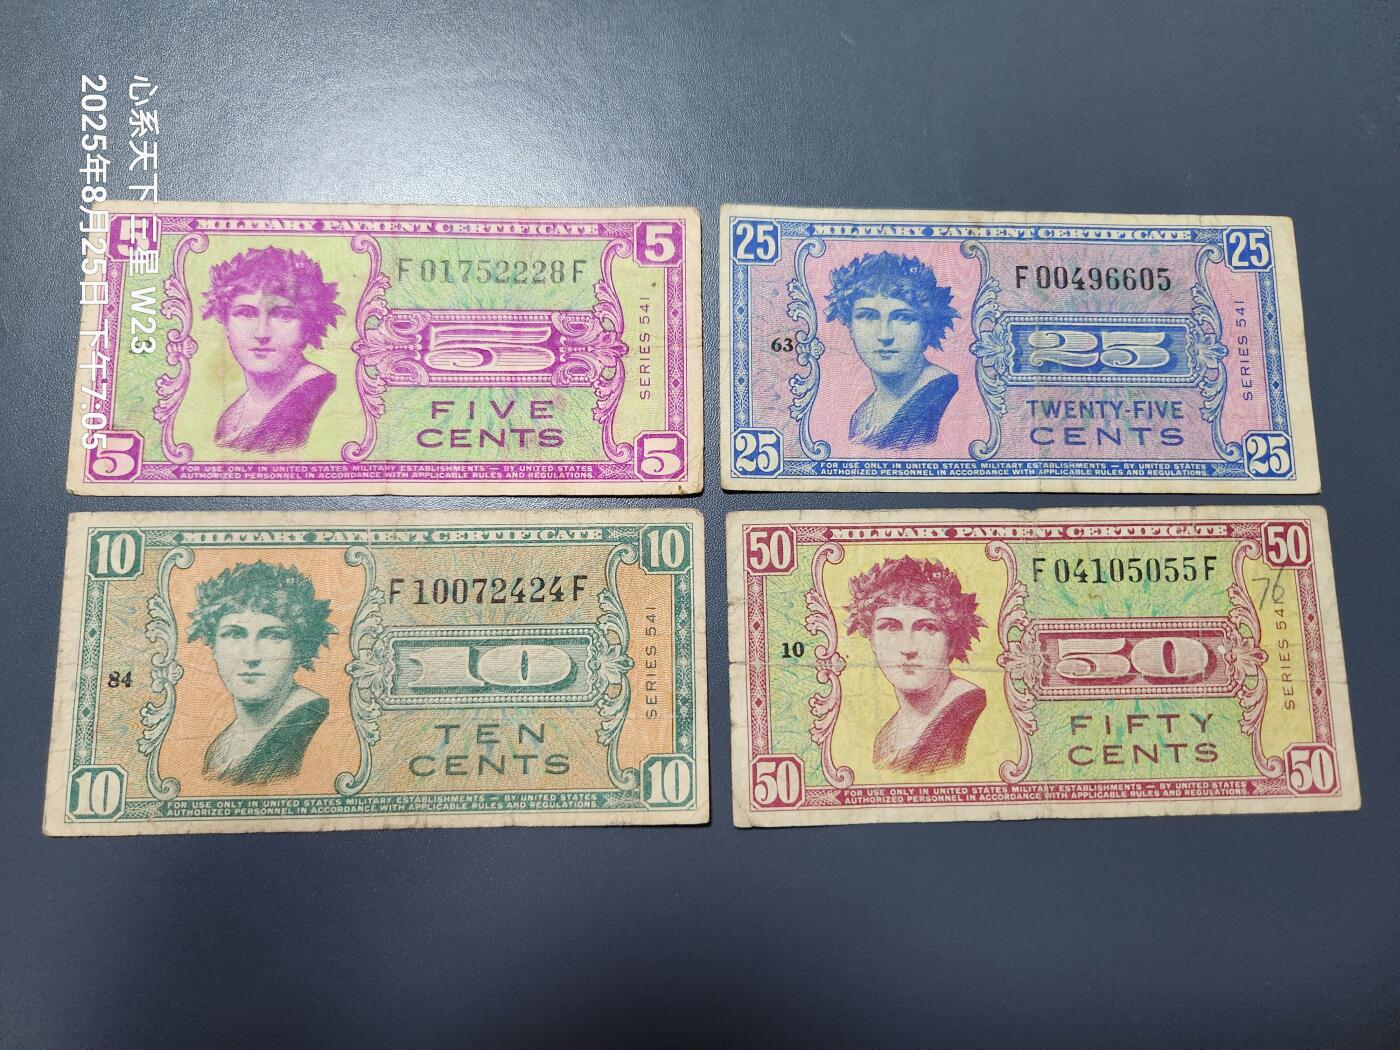 心系天下三星 W23
2025年8月25日 下午7:05
MILITARY PAYMENT CERTIFICATE
5
5
F01752228F
5
SERIES 541
FIVE
CENTS
5
5
FOR USE ONLY IN UNITED STATES MILITARY ESTABLISHMENTS — BY UNITED STATES
AUTHORIZED PERSONNEL IN ACCORDANCE WITH APPLICABLE RULES AND REGULATIONS.
MILITARY PAYMENT CERTIFICATE
25
25
F00496605
63
25
SERIES 541
TWENTY-FIVE
CENTS
25
25
FOR USE ONLY IN UNITED STATES MILITARY ESTABLISHMENTS — BY UNITED STATES
AUTHORIZED PERSONNEL IN ACCORDANCE WITH APPLICABLE RULES AND REGULATIONS.
MILITARY PAYMENT CERTIFICATE
10
10
F10072424F
84
10
SERIES 541
TEN
CENTS
10
10
FOR USE ONLY IN UNITED STATES MILITARY ESTABLISHMENTS — BY UNITED STATES
AUTHORIZED PERSONNEL IN ACCORDANCE WITH APPLICABLE RULES AND REGULATIONS.
MILITARY PAYMENT CERTIFICATE
50
50
F04105055F
76
10
50
SERIES 541
FIFTY
CENTS
50
50
FOR USE ONLY IN UNITED STATES MILITARY ESTABLISHMENTS — BY UNITED STATES
AUTHORIZED PERSONNEL IN ACCORDANCE WITH APPLICABLE RULES AND REGULATIONS.